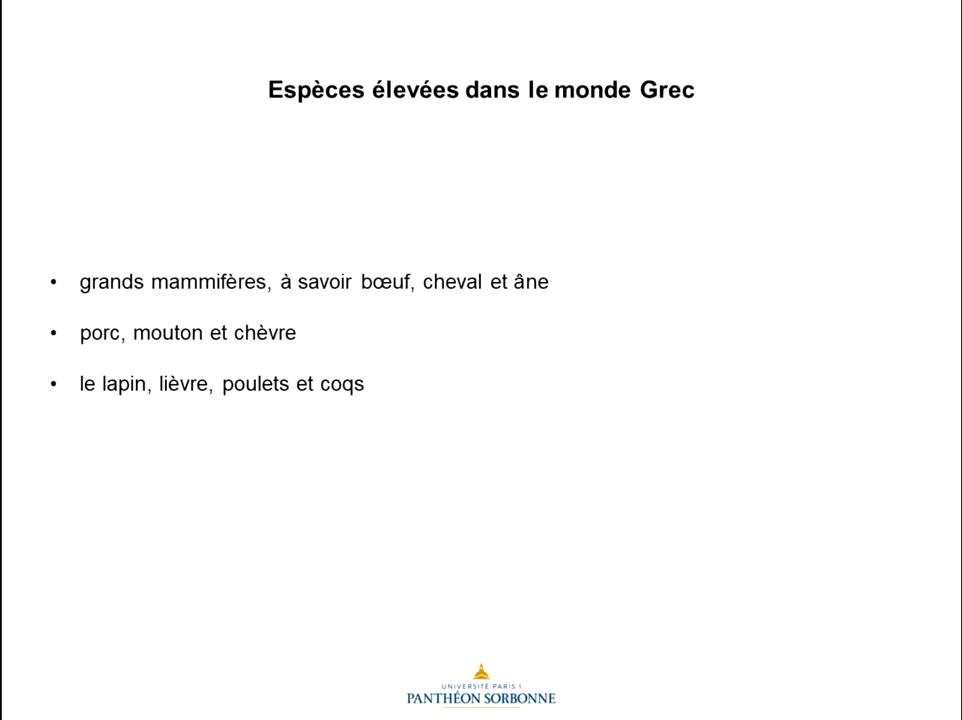 Espèces élevées dans le monde Grec
• grands mammifères, à savoir bœuf, cheval et âne
• porc, mouton et chèvre
• le lapin, lièvre, poulets et coqs
UNIVERSITÉ PARIS 1
PANTHÉON SORBONNE